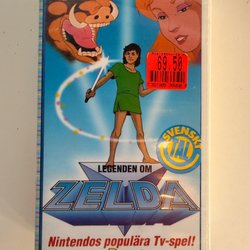 69.50
SVENSKT
TAL
LEGENDEN OM
ZELDA
Nintendos populära Tv-spel!